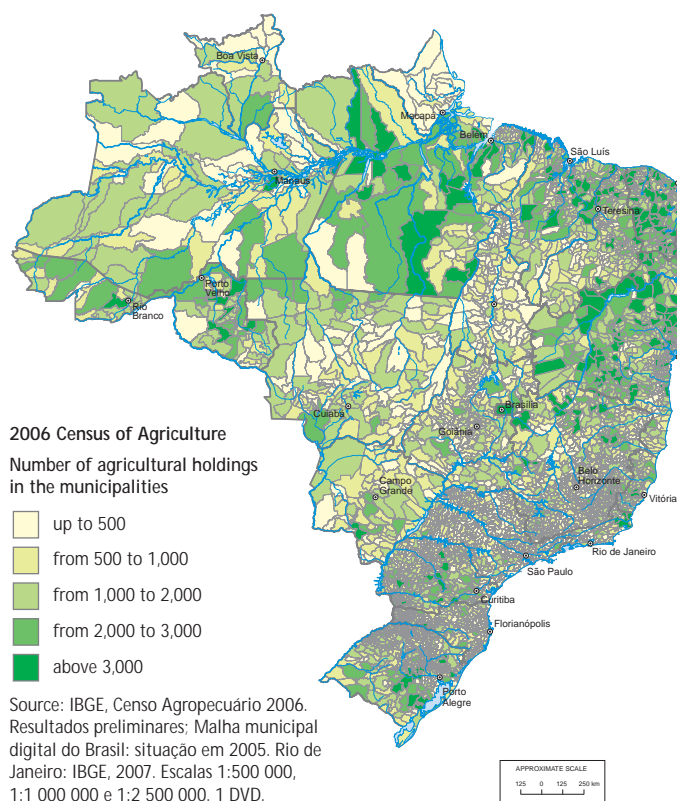 Boa Vista
Macapá
Belém
São Luís
Manaus
Teresina
Porto
Velho
Rio
Branco
Cuiabá
Brasília
Goiânia
Belo
Horizonte
Campo
Grande
Vitória
Rio de Janeiro
São Paulo
Curitiba
Florianópolis
Porto
Alegre
2006 Census of Agriculture
Number of agricultural holdings
in the municipalities
up to 500
from 500 to 1,000
from 1,000 to 2,000
from 2,000 to 3,000
above 3,000
Source: IBGE, Censo Agropecuário 2006.
Resultados preliminares; Malha municipal
digital do Brasil: situação em 2005. Rio de
Janeiro: IBGE, 2007. Escalas 1:500 000,
1:1 000 000 e 1:2 500 000. 1 DVD.
APPROXIMATE SCALE
125 0 125 250 km